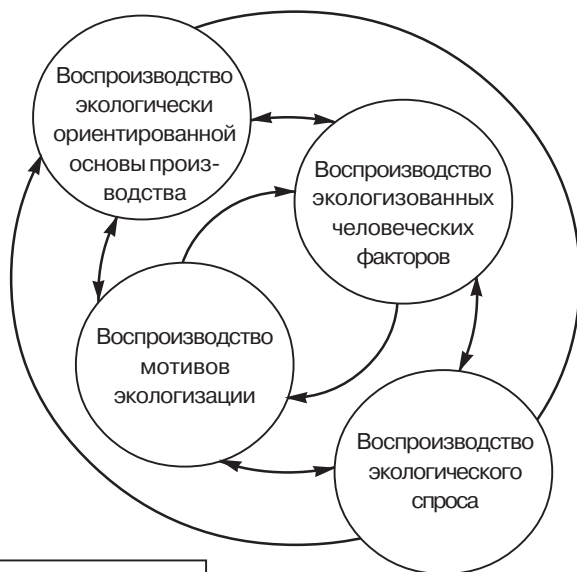 Воспроизводство
экологически
ориентированной
основы произ-
водства
Воспроизводство
экологизованных
человеческих
факторов
Воспроизводство
мотивов
экологизации
Воспроизводство
экологического
спроса